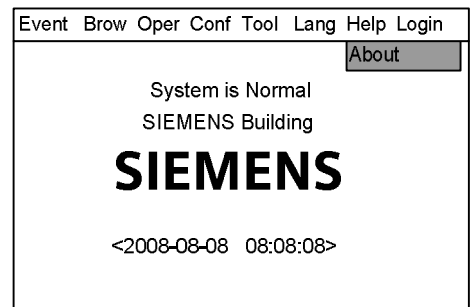 Event Brow Oper Conf Tool Lang Help Login
About
System is Normal
SIEMENS Building
SIEMENS
<2008-08-08 08:08:08>